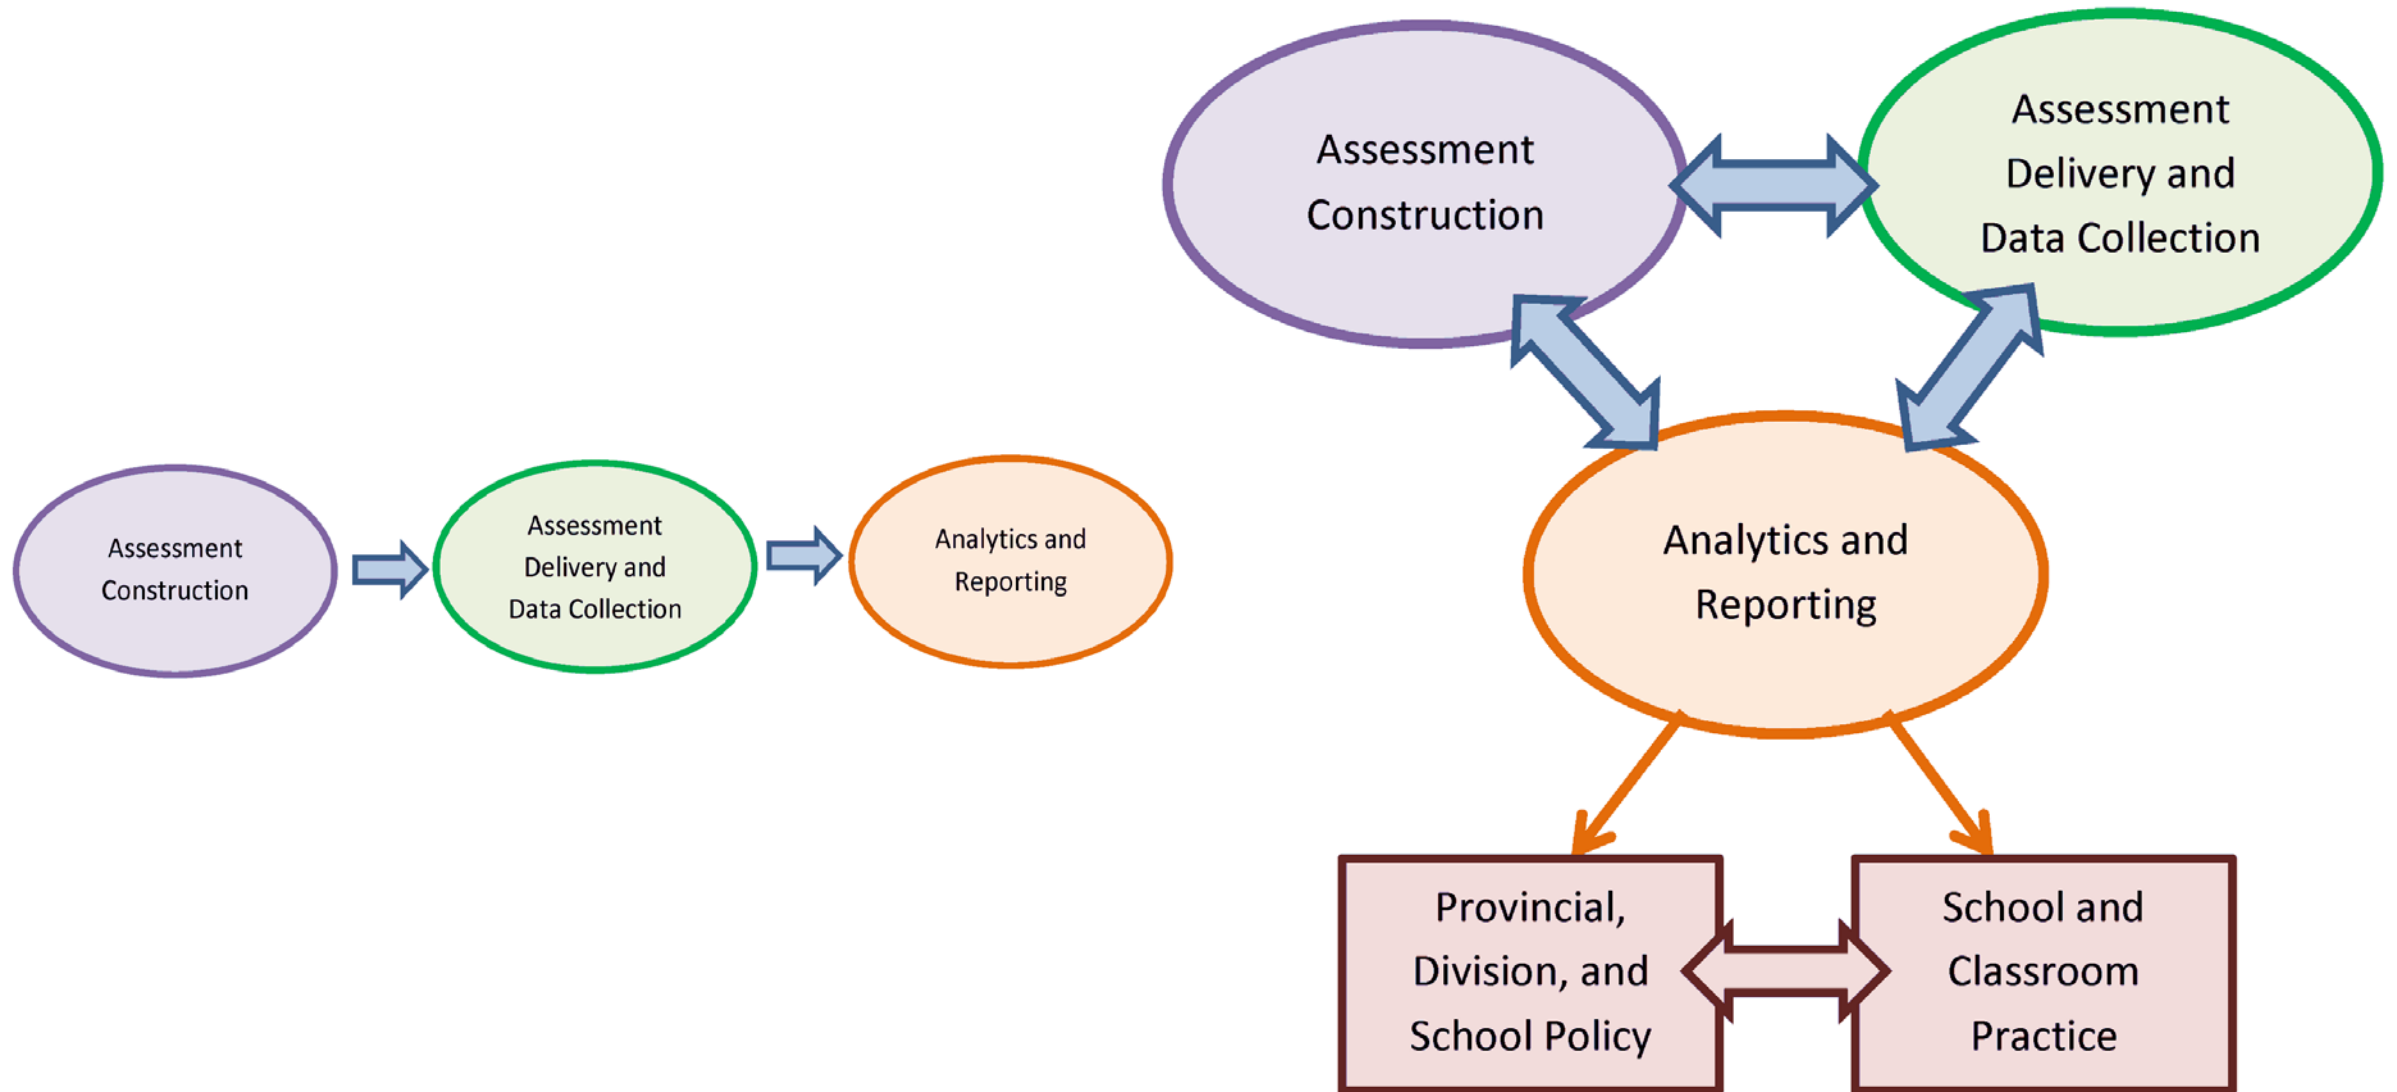 Assessment
Construction
Assessment
Delivery and
Data Collection
Analytics and
Reporting
Assessment
Construction
Assessment
Delivery and
Data Collection
Analytics and
Reporting
Provincial,
Division, and
School Policy
School and
Classroom
Practice